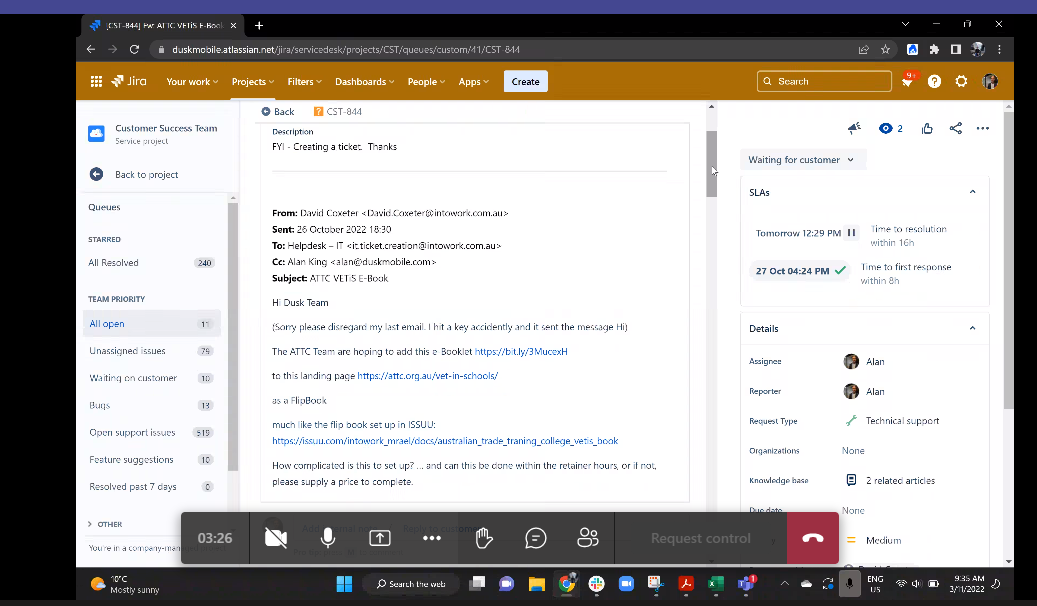 [CST-844] Fw: ATTC VETiS E-Book
duskmobile.atlassian.net/jira/servicedesk/projects/CST/queues/custom/41/CST-844
Jira
Your work
Projects
Filters
Dashboards
People
Apps
Create
Search
9+
Customer Success Team
Service project
Back to project
Queues
STARRED
All Resolved 240
TEAM PRIORITY
All open 11
Unassigned issues 79
Waiting on customer 10
Bugs 13
Open support issues 519
Feature suggestions 10
Resolved past 7 days 0
OTHER
You're in a company-man
Back
CST-844
Description
FYI - Creating a ticket. Thanks
From: David Coxeter <David.Coxeter@intowork.com.au>
Sent: 26 October 2022 18:30
To: Helpdesk – IT <it.ticket.creation@intowork.com.au>
Cc: Alan King <alan@duskmobile.com>
Subject: ATTC VETiS E-Book
Hi Dusk Team
(Sorry please disregard my last email. I hit a key accidently and it sent the message Hi)
The ATTC Team are hoping to add this e-Booklet https://bit.ly/3MucexH
to this landing page https://attc.org.au/vet-in-schools/
as a FlipBook
much like the flip book set up in ISSUU:
https://issuu.com/intowork_mrael/docs/australian_trade_traning_college_vetis_book
How complicated is this to set up? ... and can this be done within the retainer hours, or if not,
please supply a price to complete.
2
Waiting for customer
SLAs
Tomorrow 12:29 PM
Time to resolution
within 16h
27 Oct 04:24 PM
Time to first response
within 8h
Details
Assignee
Alan
Reporter
Alan
Request Type
Technical support
Organizations
None
Knowledge base
2 related articles
Due date
None
Medium
03:26
Request control
10°C
Mostly sunny
Search the web
1
ENG
US
9:35 AM
3/11/2022